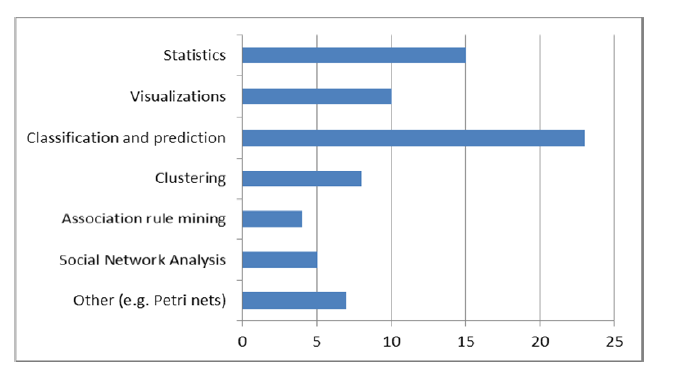 Statistics
Visualizations
Classification and prediction
Clustering
Association rule mining
Social Network Analysis
Other (e.g. Petri nets)
0 5 10 15 20 25